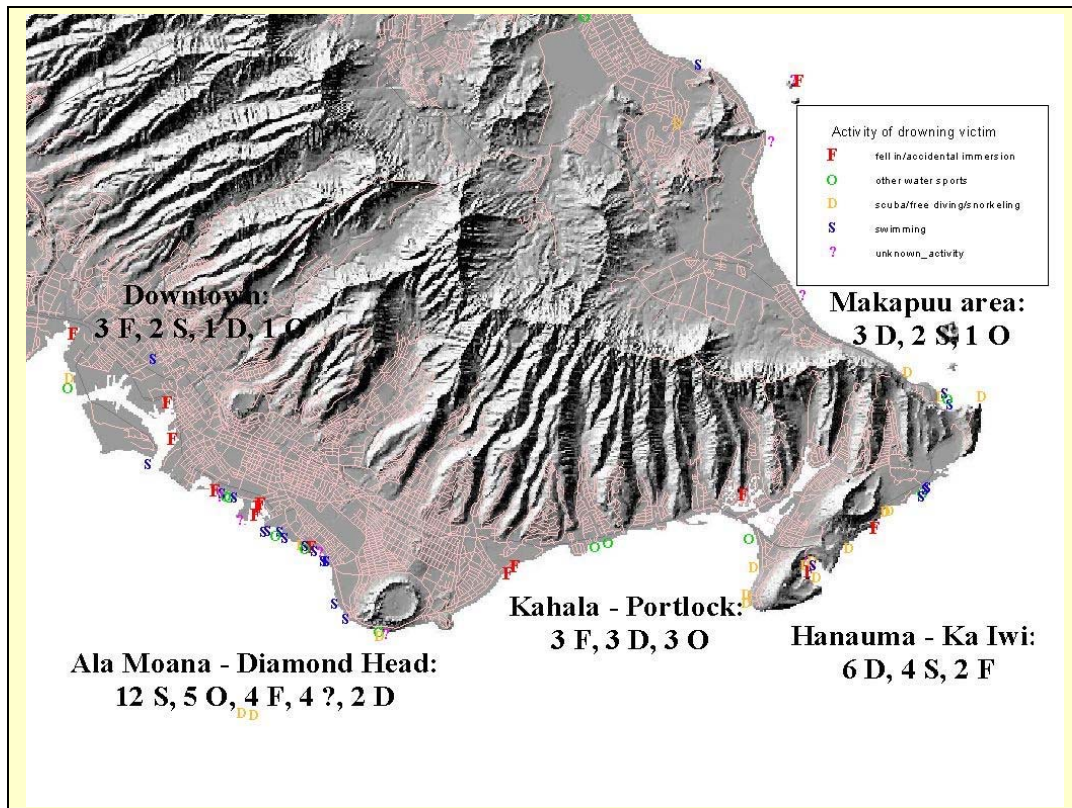 Activity of drowning victim
F fell in/accidental immersion
O other water sports
D scuba/free diving/snorkeling
S swimming
? unknown_activity
Downtown:
3 F, 2 S, 1 D, 1 O
Makapuu area:
3 D, 2 S, 1 O
Kahala - Portlock:
3 F, 3 D, 3 O
Hanauma - Ka Iwi:
6 D, 4 S, 2 F
Ala Moana - Diamond Head:
12 S, 5 O, 4 F, 4 ?, 2 D